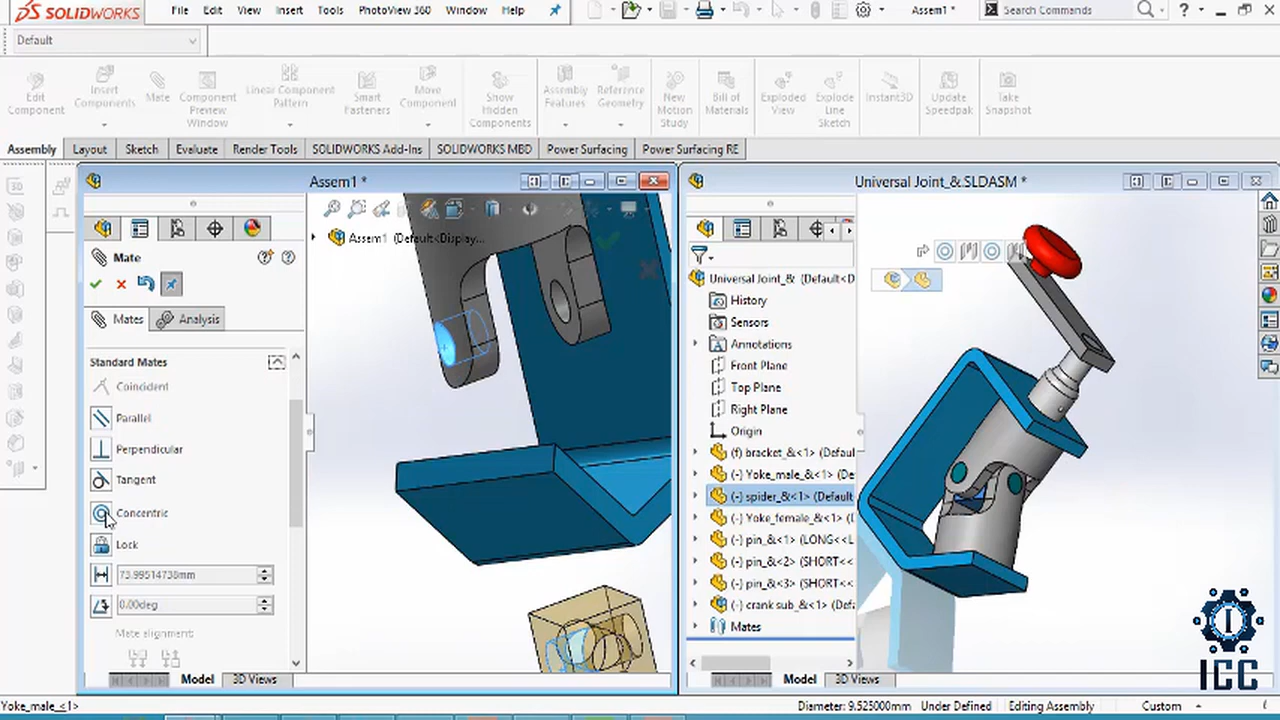 SOLIDWORKS File Edit View Insert Tools PhotoView 360 Window Help Assem1 * Search Commands
Default
Edit Component
Insert Components
Mate
Component Preview Window
Linear Component Pattern
Smart Fasteners
Move Component
Show Hidden Components
Assembly Features
Reference Geometry
New Motion Study
Bill of Materials
Exploded View
Explode Line Sketch
Instant3D
Update Speedpak
Take Snapshot
Assembly Layout Sketch Evaluate Render Tools SOLIDWORKS Add-Ins SOLIDWORKS MBD Power Surfacing Power Surfacing RE
Assem1 *
Mate
Mates Analysis
Standard Mates
Coincident
Parallel
Perpendicular
Tangent
Concentric
Lock
73.99514738mm
0.00deg
Mate alignment:
Model 3D Views
Assem1 (Default<Display...
Universal Joint_&.SLDASM *
Universal Joint_& (Default<D
History
Sensors
Annotations
Front Plane
Top Plane
Right Plane
Origin
(f) bracket_&<1> (Defaul
(-) Yoke_male_&<1> (De
(-) spider_&<1> (Default
(-) Yoke_female_&<1> (
(-) pin_&<1> (LONG<<L
(-) pin_&<2> (SHORT<<
(-) pin_&<3> (SHORT<<
(-) crank sub_&<1> (Defa
Mates
Model 3D Views
ICC
Yoke_male_<1> Diameter: 9.525000mm Under Defined Editing Assembly Custom